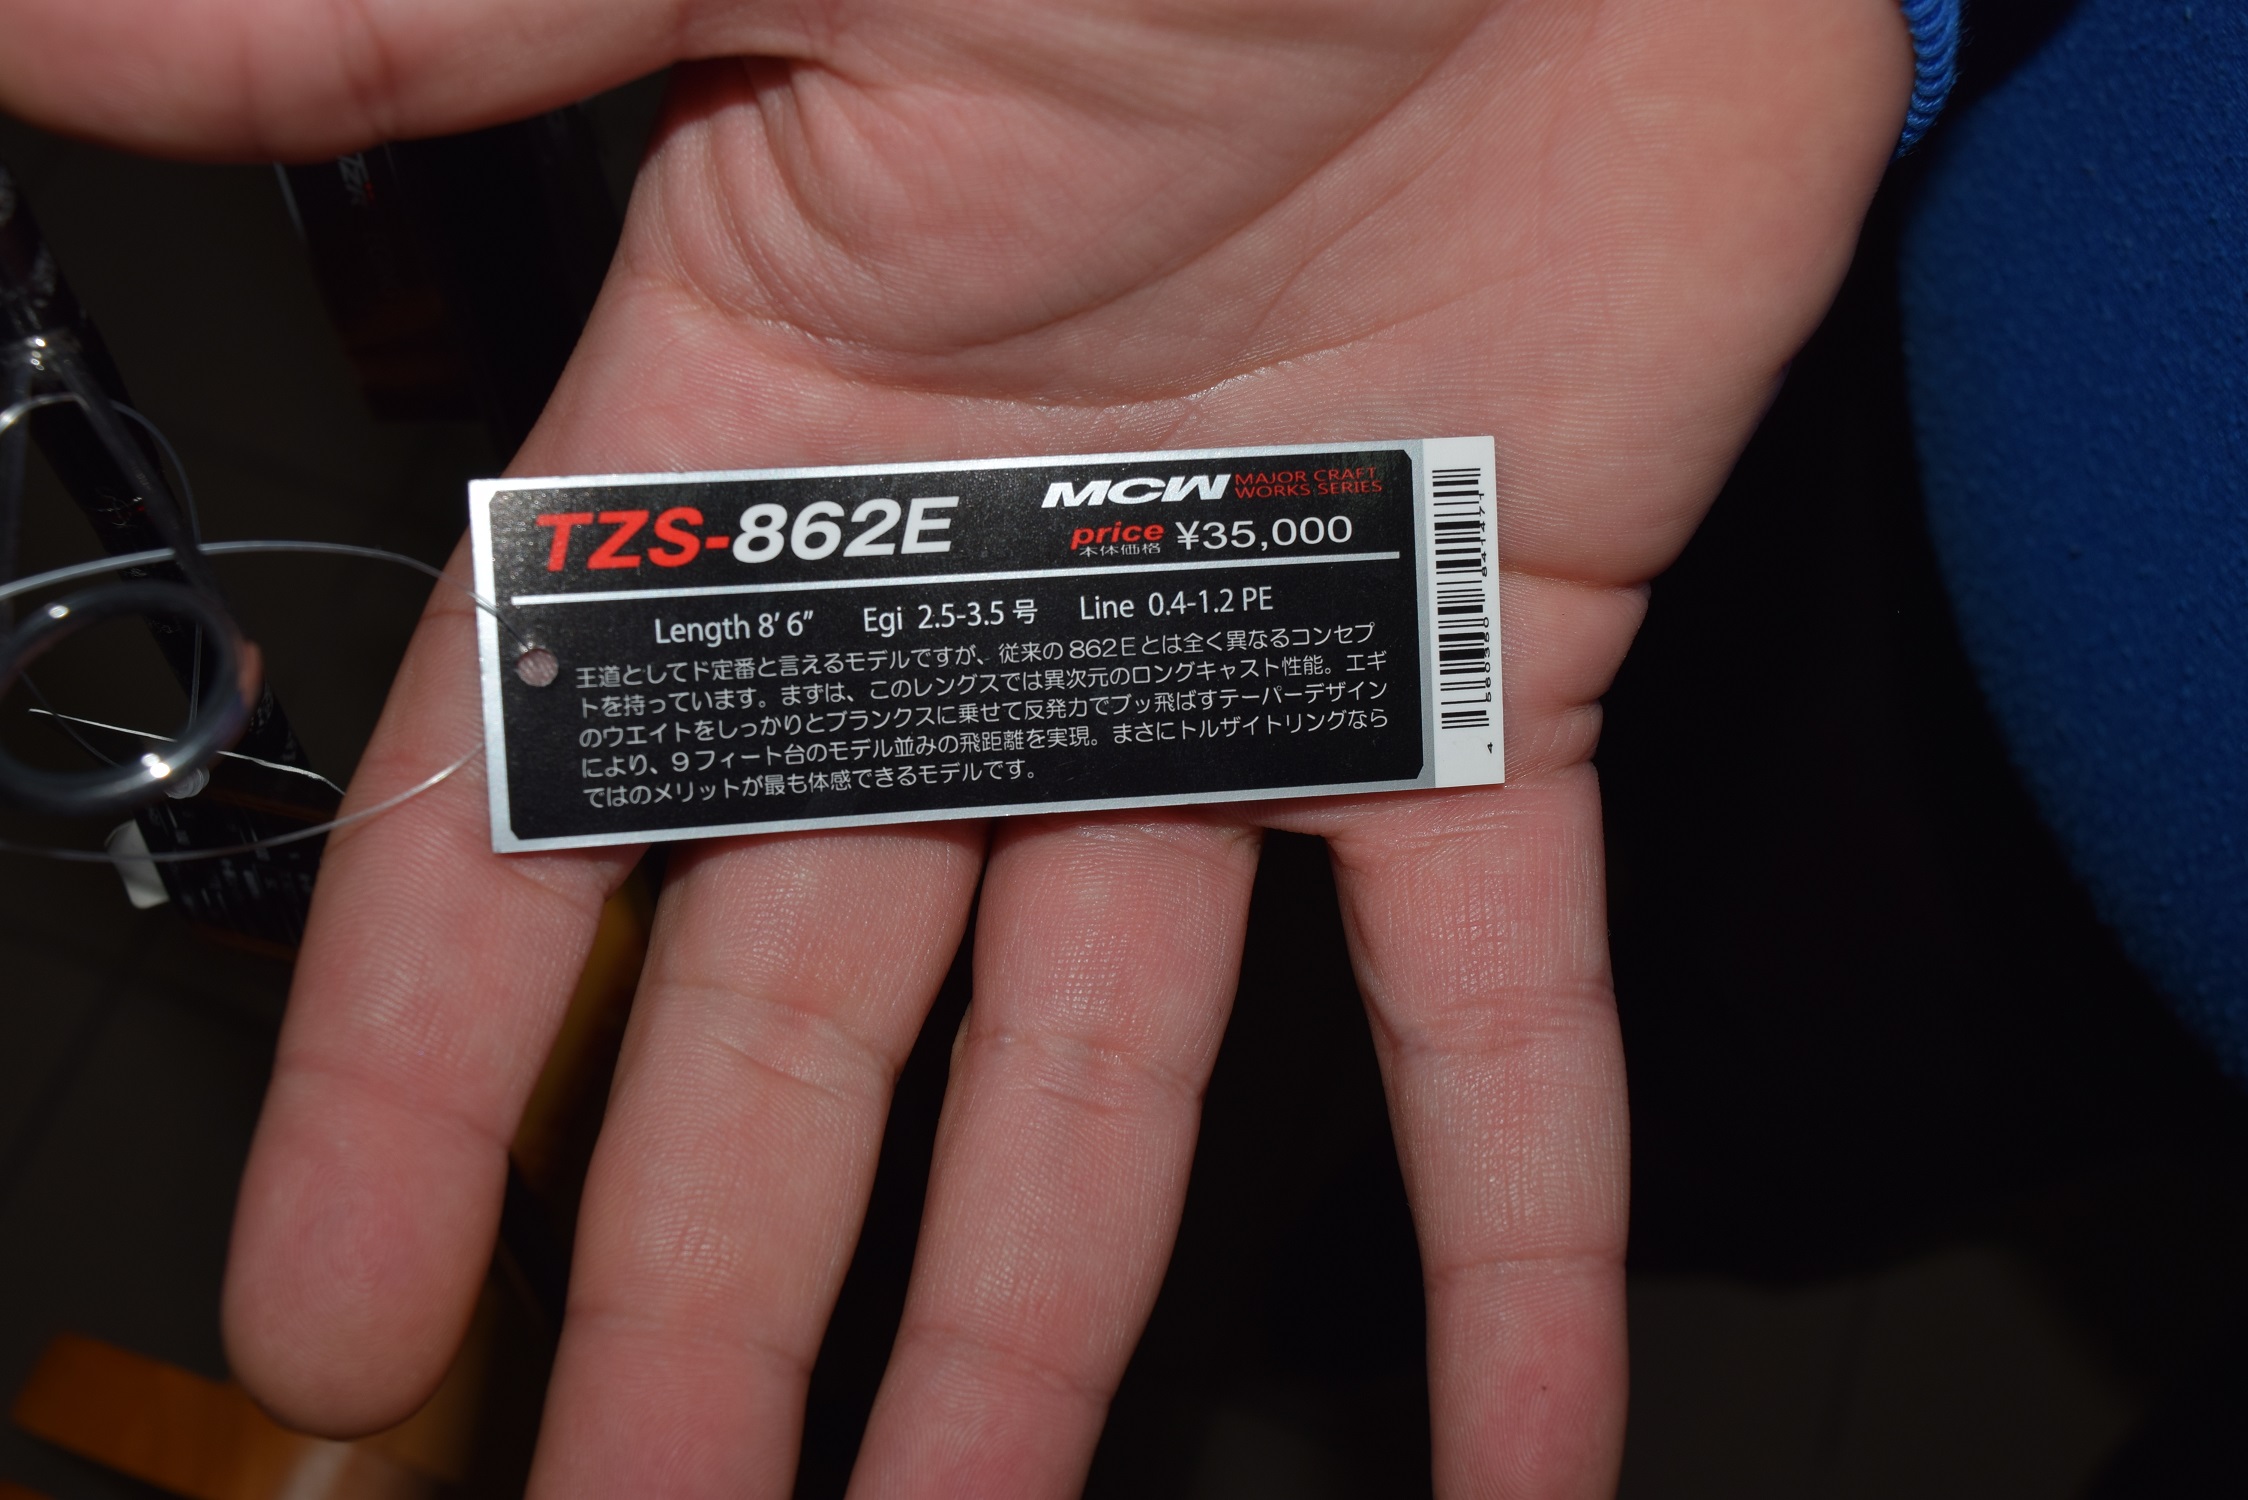 TZS-862E
MCW MAJOR CRAFT
WORKS SERIES
price ¥35,000
本体価格
Length 8' 6" Egi 2.5-3.5 号 Line 0.4-1.2 PE
王道としてド定番と言えるモデルですが、従来の862Eとは全く異なるコンセプ
トを持っています。まずは、このレングスでは異次元のロングキャスト性能。エギ
のウエイトをしっかりとブランクスに乗せて反発力でブッ飛ばすテーパーデザイン
により、9フィート台のモデル並みの飛距離を実現。まさにトルザイトリングなら
ではのメリットが最も体感できるモデルです。
4 560350 841471